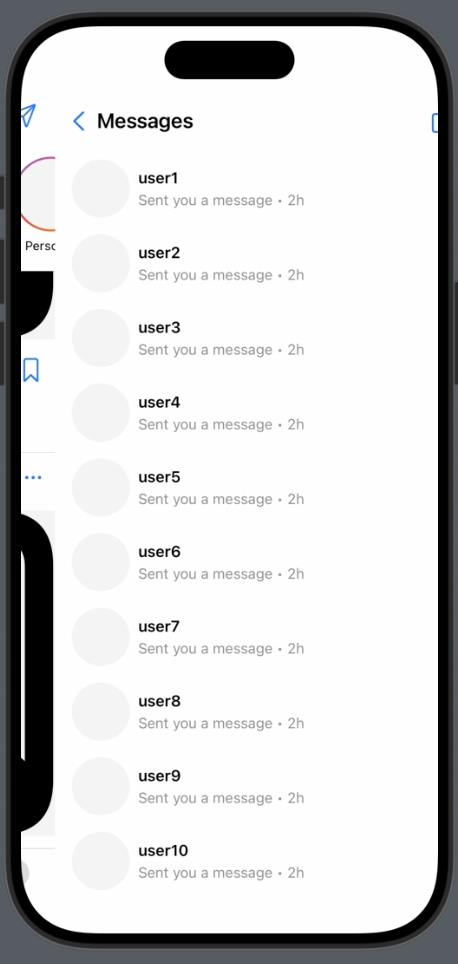 Messages
Perso
user1
Sent you a message • 2h
user2
Sent you a message • 2h
user3
Sent you a message • 2h
user4
Sent you a message • 2h
user5
Sent you a message • 2h
user6
Sent you a message • 2h
user7
Sent you a message • 2h
user8
Sent you a message • 2h
user9
Sent you a message • 2h
user10
Sent you a message • 2h